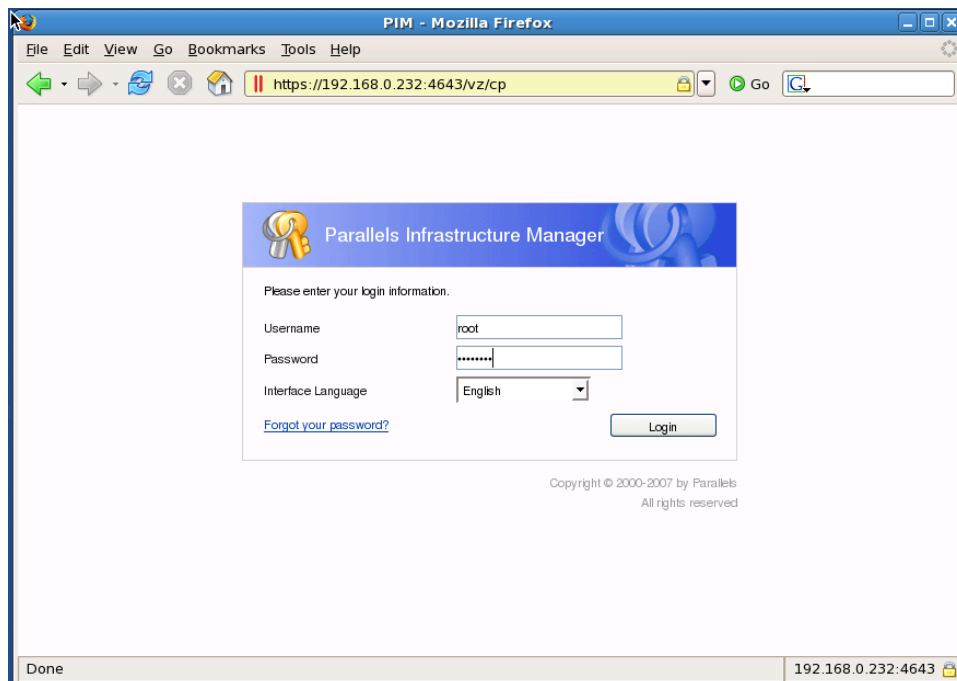 PIM - Mozilla Firefox
File Edit View Go Bookmarks Tools Help
https://192.168.0.232:4643/vz/cp
Go
G
Parallels Infrastructure Manager
Please enter your login information.
Username
root
Password
••••••••
Interface Language
English
Forgot your password?
Login
Copyright © 2000-2007 by Parallels
All rights reserved
Done
192.168.0.232:4643